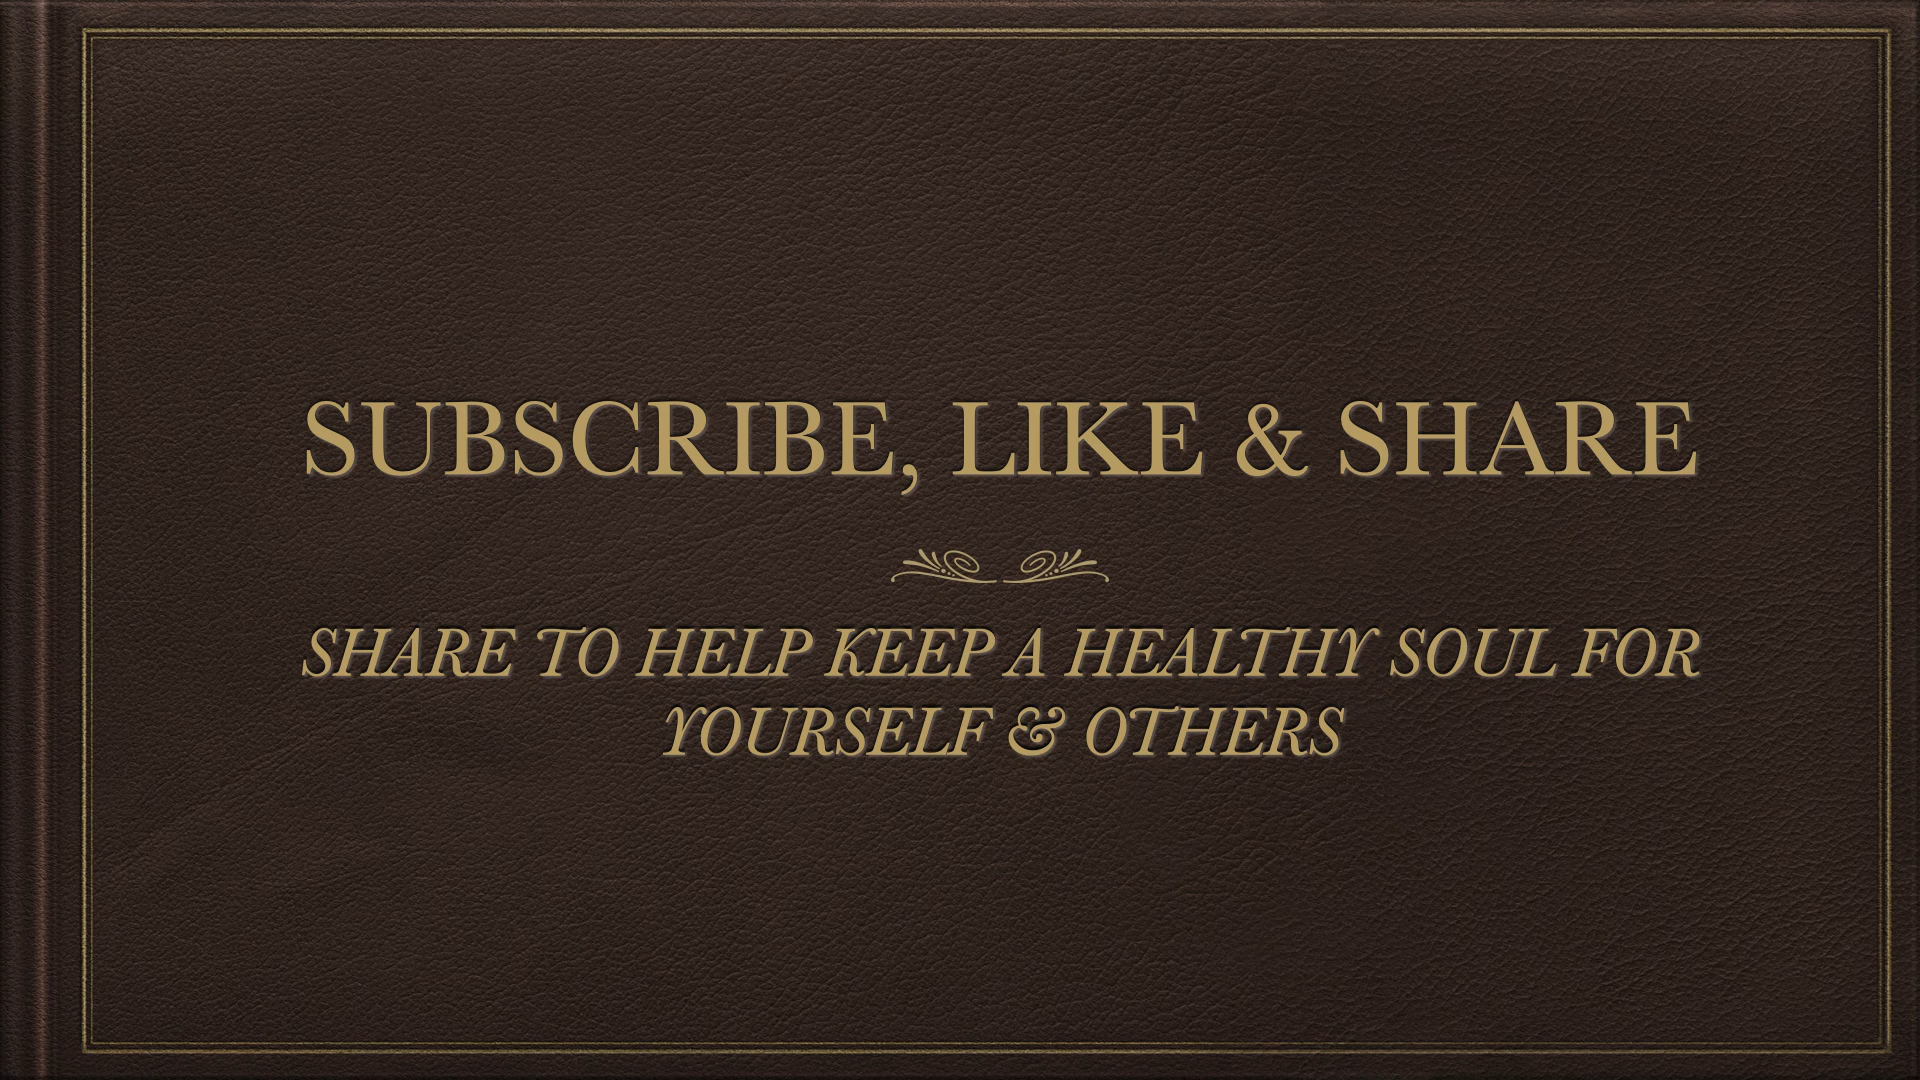 SUBSCRIBE, LIKE & SHARE
SHARE TO HELP KEEP A HEALTHY SOUL FOR
YOURSELF & OTHERS